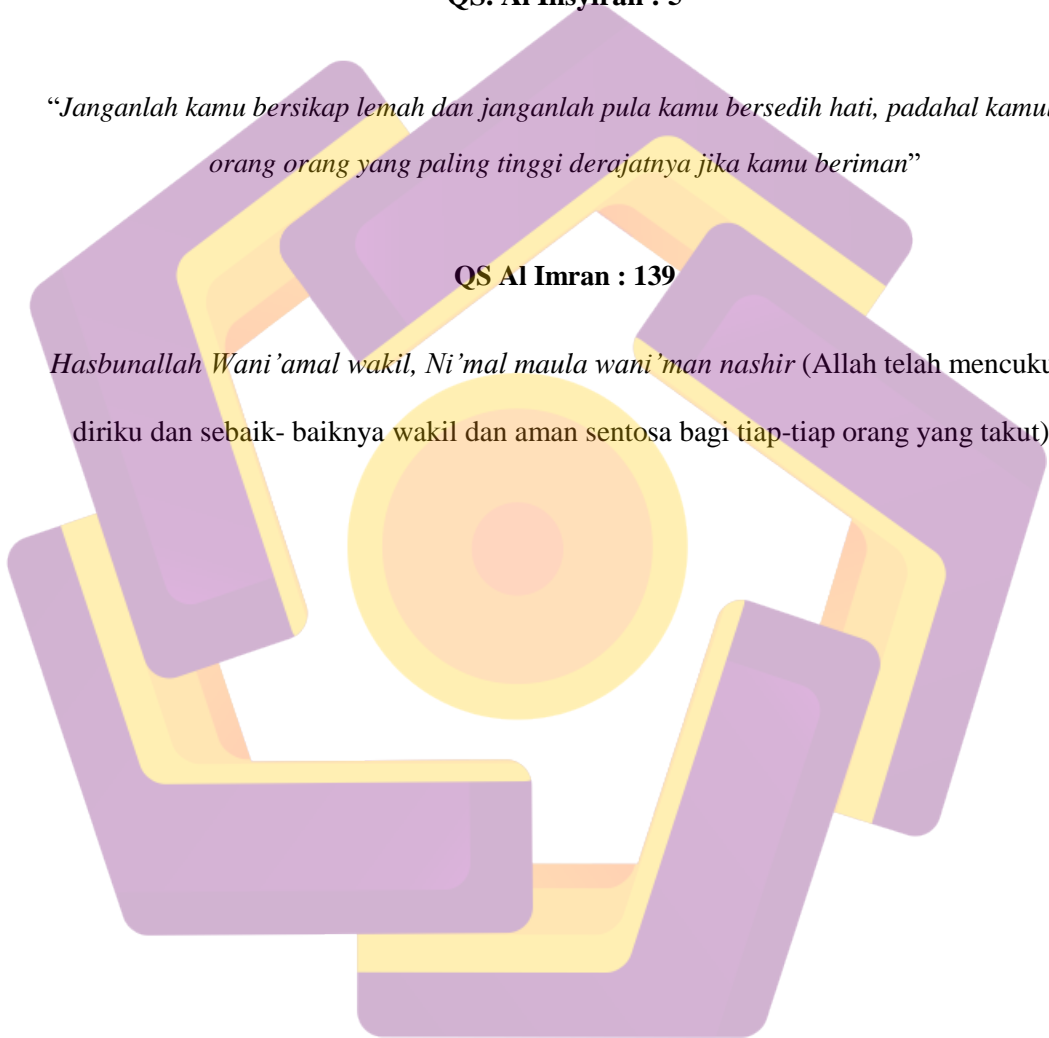 QS. Al Insyirah : 5
“Janganlah kamu bersikap lemah dan janganlah pula kamu bersedih hati, padahal
orang orang yang paling tinggi derajatnya jika kamu beriman”
QS Al Imran : 139
Hasbunallah Wani’amal wakil, Ni’mal maula wani’man nashir (Allah telah
diriku dan sebaik- baiknya wakil dan aman sentosa bagi tiap-tiap orang yang takut)